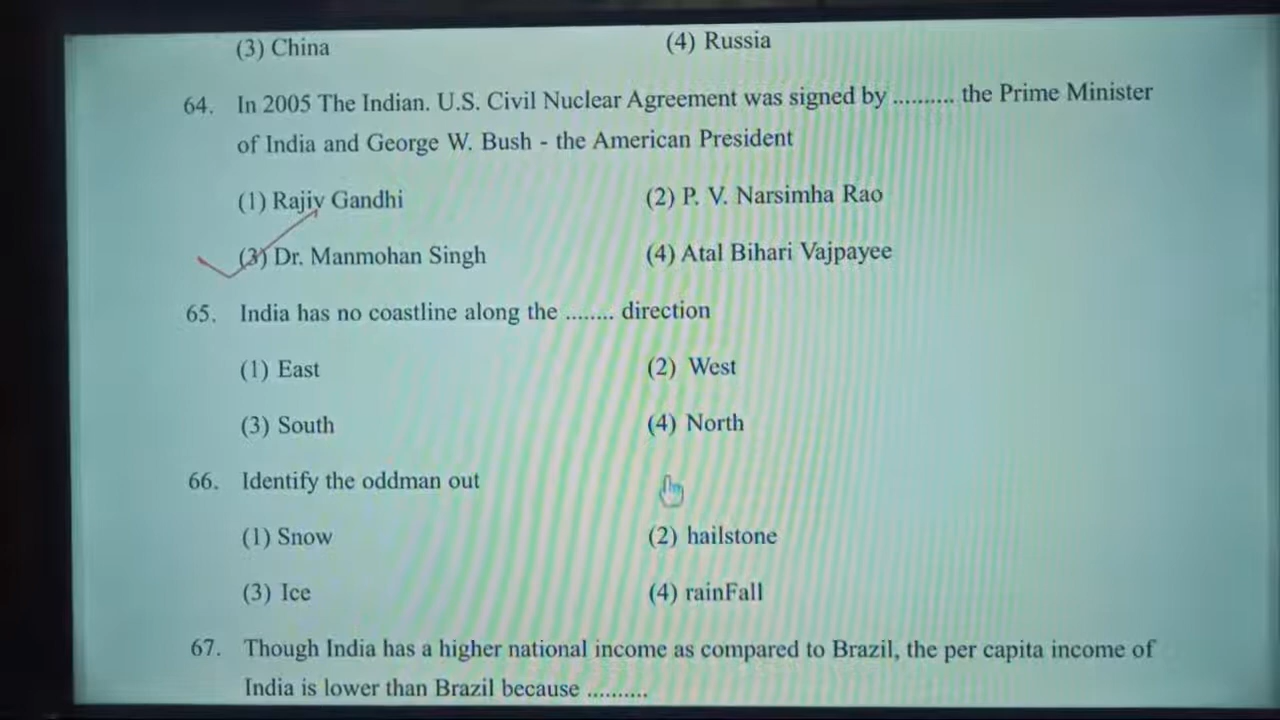 (3) China (4) Russia
64. In 2005 The Indian. U.S. Civil Nuclear Agreement was signed by .......... the Prime Minister
of India and George W. Bush - the American President
(1) Rajiv Gandhi (2) P. V. Narsimha Rao
(3) Dr. Manmohan Singh (4) Atal Bihari Vajpayee
65. India has no coastline along the ........ direction
(1) East (2) West
(3) South (4) North
66. Identify the oddman out
(1) Snow (2) hailstone
(3) Ice (4) rainFall
67. Though India has a higher national income as compared to Brazil, the per capita income of
India is lower than Brazil because ..........